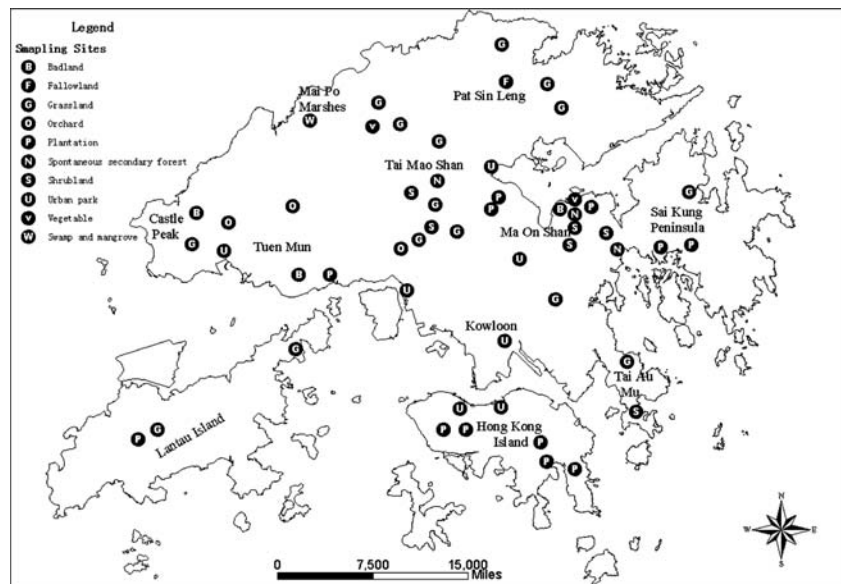 Legend
Smapling Sites
B Badland
F Fallowland
G Grassland
O Orchard
P Plantation
N Spontaneous secondary forest
S Shrubland
U Urban park
V Vegetable
W Swamp and mangrove
G
F
G
Pat Sin Leng
G
Mai Po
Marshes
G
W
V
G
G
U
Tai Mao Shan
N
S
G
P
P
V
B
P
N
G
Sai Kung
Peninsula
Castle
Peak
B
O
O
S
G
G
O
Ma On Shan
S
S
S
N
P
P
G
U
Tuen Mun
U
B
P
U
G
Kowloon
U
G
G
Tai Au
Mu
S
U
U
P
P
Hong Kong
Island
P
P
P
P
G
Lantau Island
N
W
E
S
0
7,500
15,000
Miles